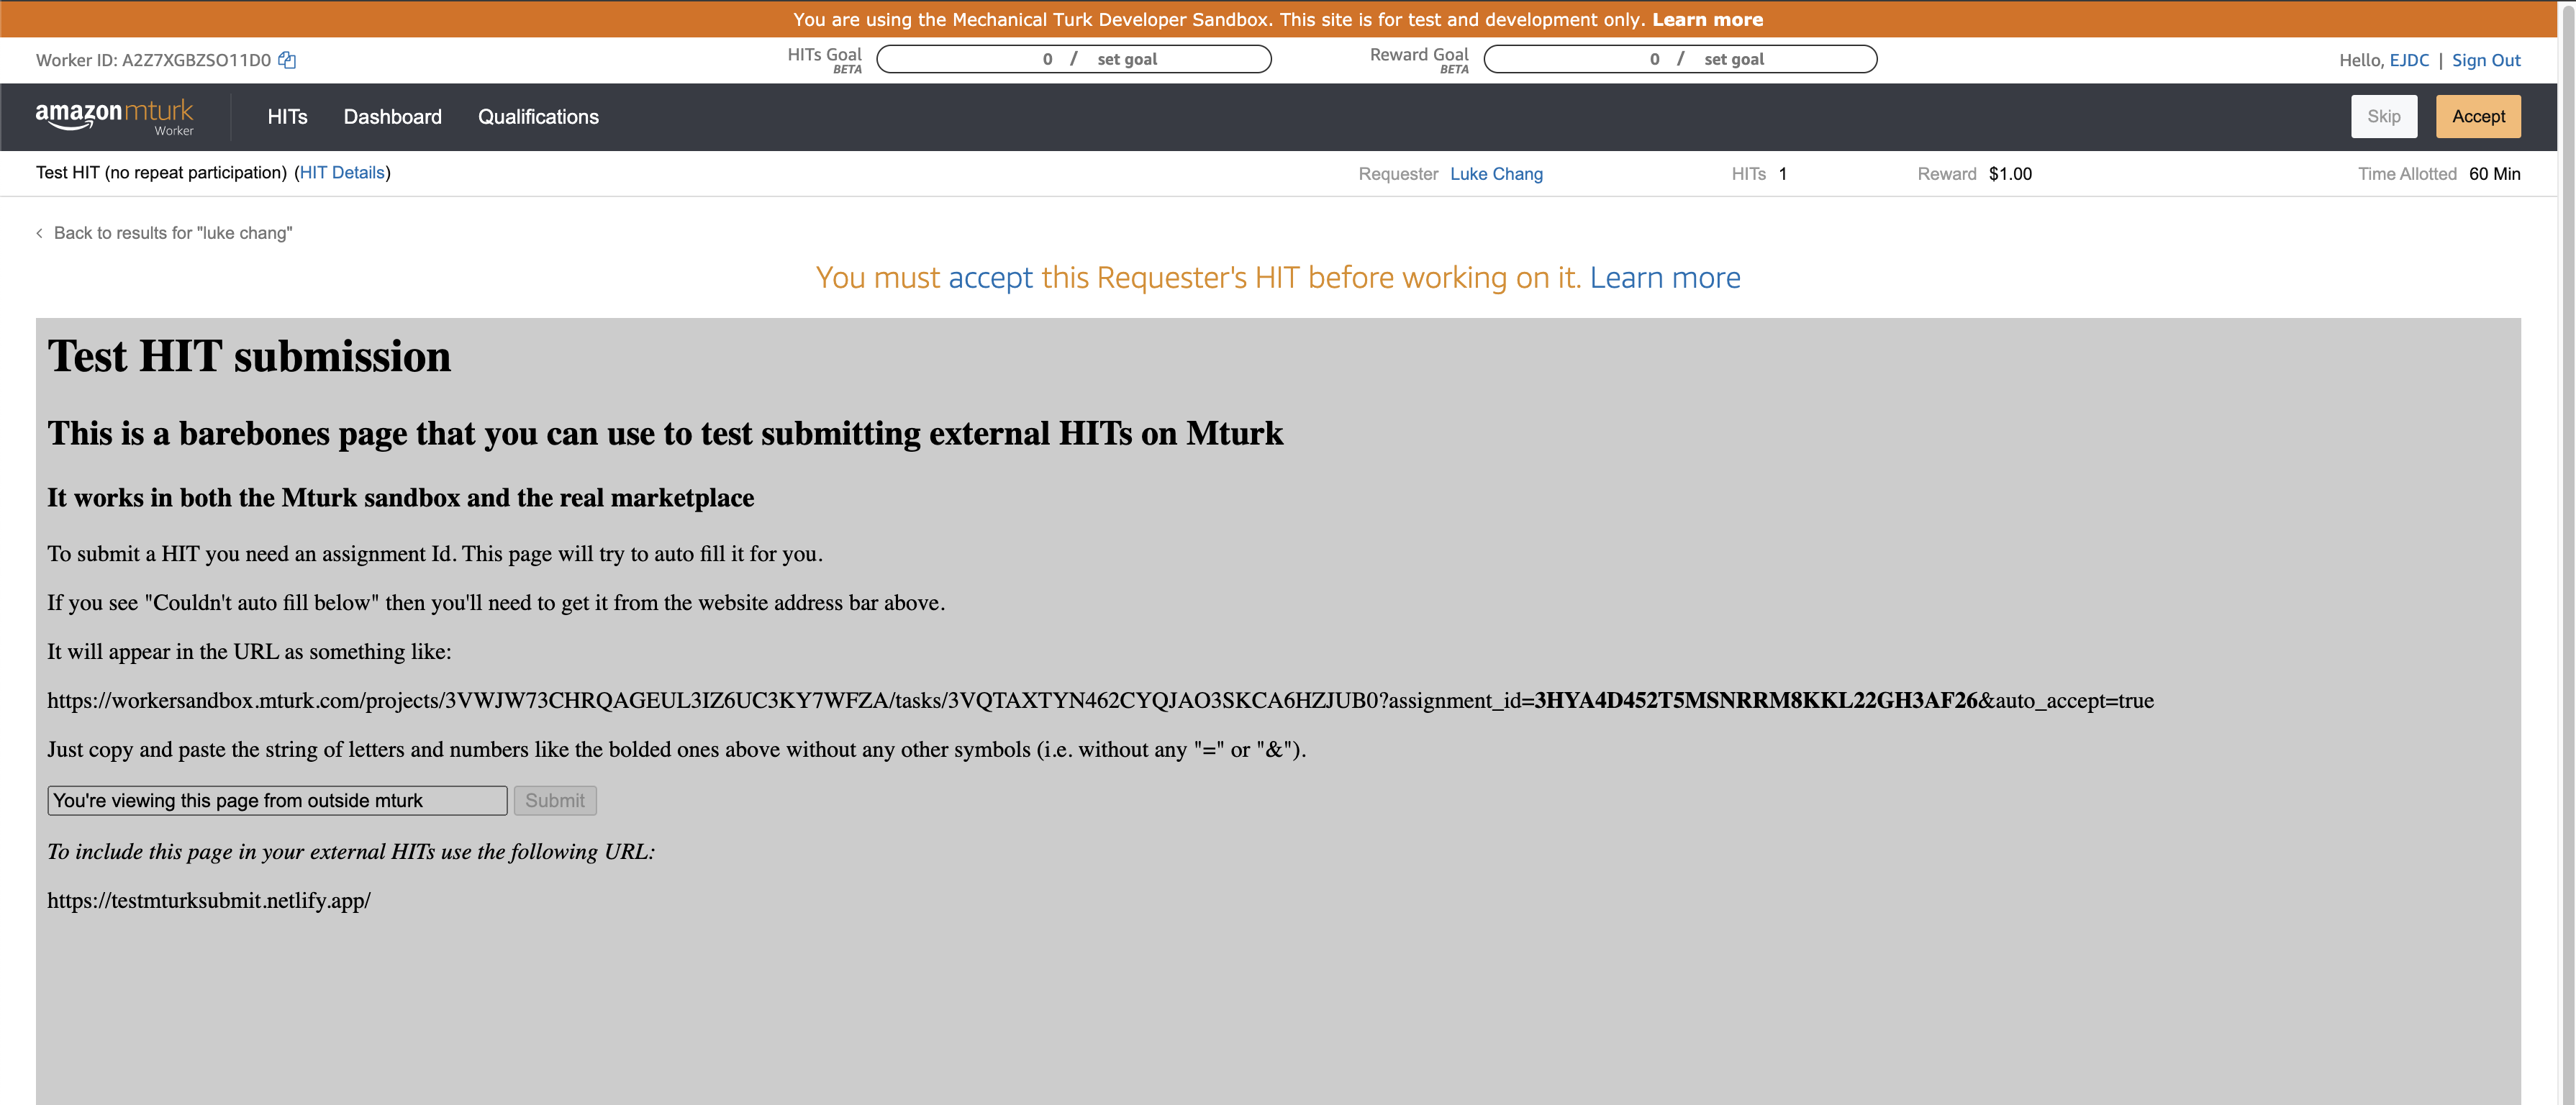 You are using the Mechanical Turk Developer Sandbox. This site is for test and development only. Learn more
Worker ID: A2Z7XGBZSO11D0
HITs Goal BETA
0 / set goal
Reward Goal BETA
0 / set goal
Hello, EJDC | Sign Out
amazonmturk Worker
HITs
Dashboard
Qualifications
Skip
Accept
Test HIT (no repeat participation) (HIT Details)
Requester Luke Chang
HITs 1
Reward $1.00
Time Allotted 60 Min
< Back to results for "luke chang"
You must accept this Requester's HIT before working on it. Learn more
Test HIT submission
This is a barebones page that you can use to test submitting external HITs on Mturk
It works in both the Mturk sandbox and the real marketplace
To submit a HIT you need an assignment Id. This page will try to auto fill it for you.
If you see "Couldn't auto fill below" then you'll need to get it from the website address bar above.
It will appear in the URL as something like:
https://workersandbox.mturk.com/projects/3VWJW73CHRQAGEUL3IZ6UC3KY7WFZA/tasks/3VQTAXTYN462CYQJAO3SKCA6HZJUB0?assignment_id=3HYA4D452T5MSNRRM8KKL22GH3AF26&auto_accept=true
Just copy and paste the string of letters and numbers like the bolded ones above without any other symbols (i.e. without any "=" or "&").
You're viewing this page from outside mturk
Submit
To include this page in your external HITs use the following URL:
https://testmturksubmit.netlify.app/